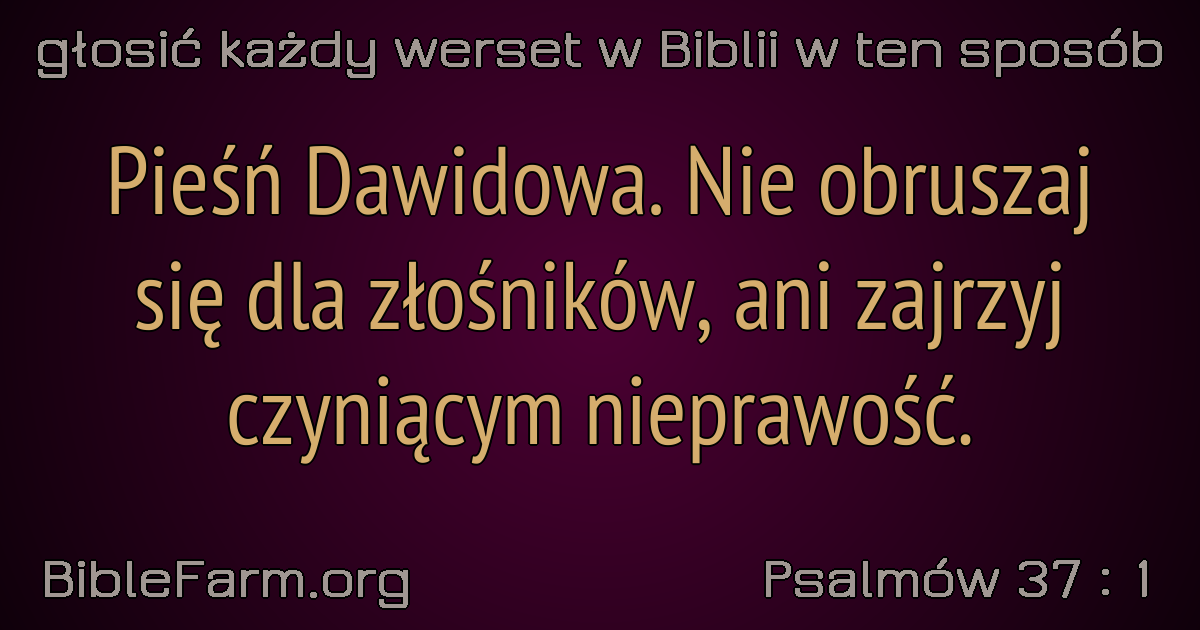 głosić każdy werset w Biblii w ten sposób
Pieśń Dawidowa. Nie obruszaj
się dla złośników, ani zajrzyj
czyniącym nieprawość.
BibleFarm.org
Psalmów 37 : 1